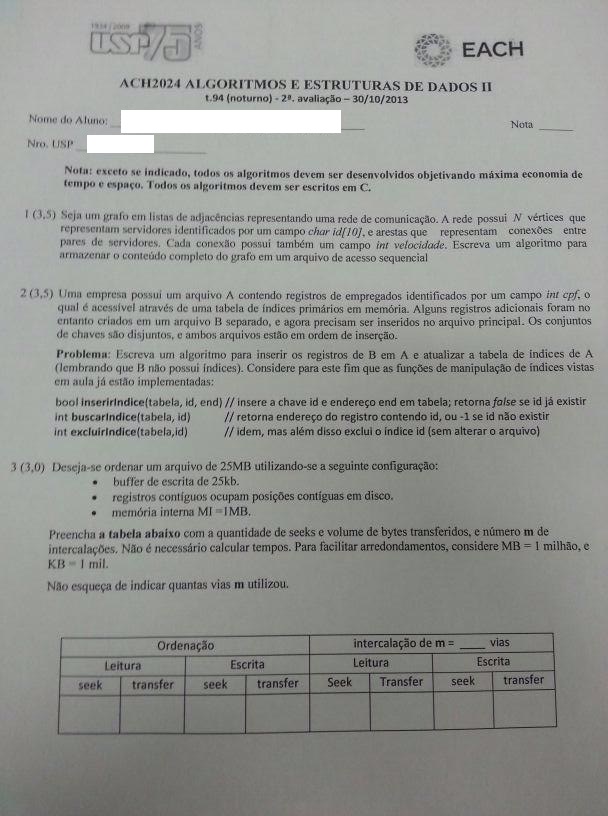 1934 / 2009
USP/75 ANOS
EACH
ACH2024 ALGORITMOS E ESTRUTURAS DE DADOS II
t.94 (noturno) - 2ª. avaliação – 30/10/2013
Nome do Aluno: ___
Nota ______
Nro. USP ___
Nota: exceto se indicado, todos os algoritmos devem ser desenvolvidos objetivando máxima economia de
tempo e espaço. Todos os algoritmos devem ser escritos em C.
1 (3,5) Seja um grafo em listas de adjacências representando uma rede de comunicação. A rede possui N vértices que
representam servidores identificados por um campo char id[10], e arestas que representam conexões entre
pares de servidores. Cada conexão possui também um campo int velocidade. Escreva um algoritmo para
armazenar o conteúdo completo do grafo em um arquivo de acesso sequencial
2 (3,5) Uma empresa possui um arquivo A contendo registros de empregados identificados por um campo int cpf, o
qual é acessível através de uma tabela de índices primários em memória. Alguns registros adicionais foram no
entanto criados em um arquivo B separado, e agora precisam ser inseridos no arquivo principal. Os conjuntos
de chaves são disjuntos, e ambos arquivos estão em ordem de inserção.
Problema: Escreva um algoritmo para inserir os registros de B em A e atualizar a tabela de índices de A
(lembrando que B não possui índices). Considere para este fim que as funções de manipulação de índices vistas
em aula já estão implementadas:
bool inserirIndice(tabela, id, end) // insere a chave id e endereço end em tabela; retorna false se id já existir
int buscarIndice(tabela, id) // retorna endereço do registro contendo id, ou -1 se id não existir
int excluirIndice(tabela,id) // idem, mas além disso exclui o índice id (sem alterar o arquivo)
3 (3,0) Deseja-se ordenar um arquivo de 25MB utilizando-se a seguinte configuração:
• buffer de escrita de 25kb.
• registros contíguos ocupam posições contíguas em disco.
• memória interna MI =1MB.
Preencha a tabela abaixo com a quantidade de seeks e volume de bytes transferidos, e número m de
intercalações. Não é necessário calcular tempos. Para facilitar arredondamentos, considere MB = 1 milhão, e
KB = 1 mil.
Não esqueça de indicar quantas vias m utilizou.
Ordenação intercalação de m = ____ vias
Leitura Escrita Leitura Escrita
seek transfer seek transfer Seek Transfer seek transfer